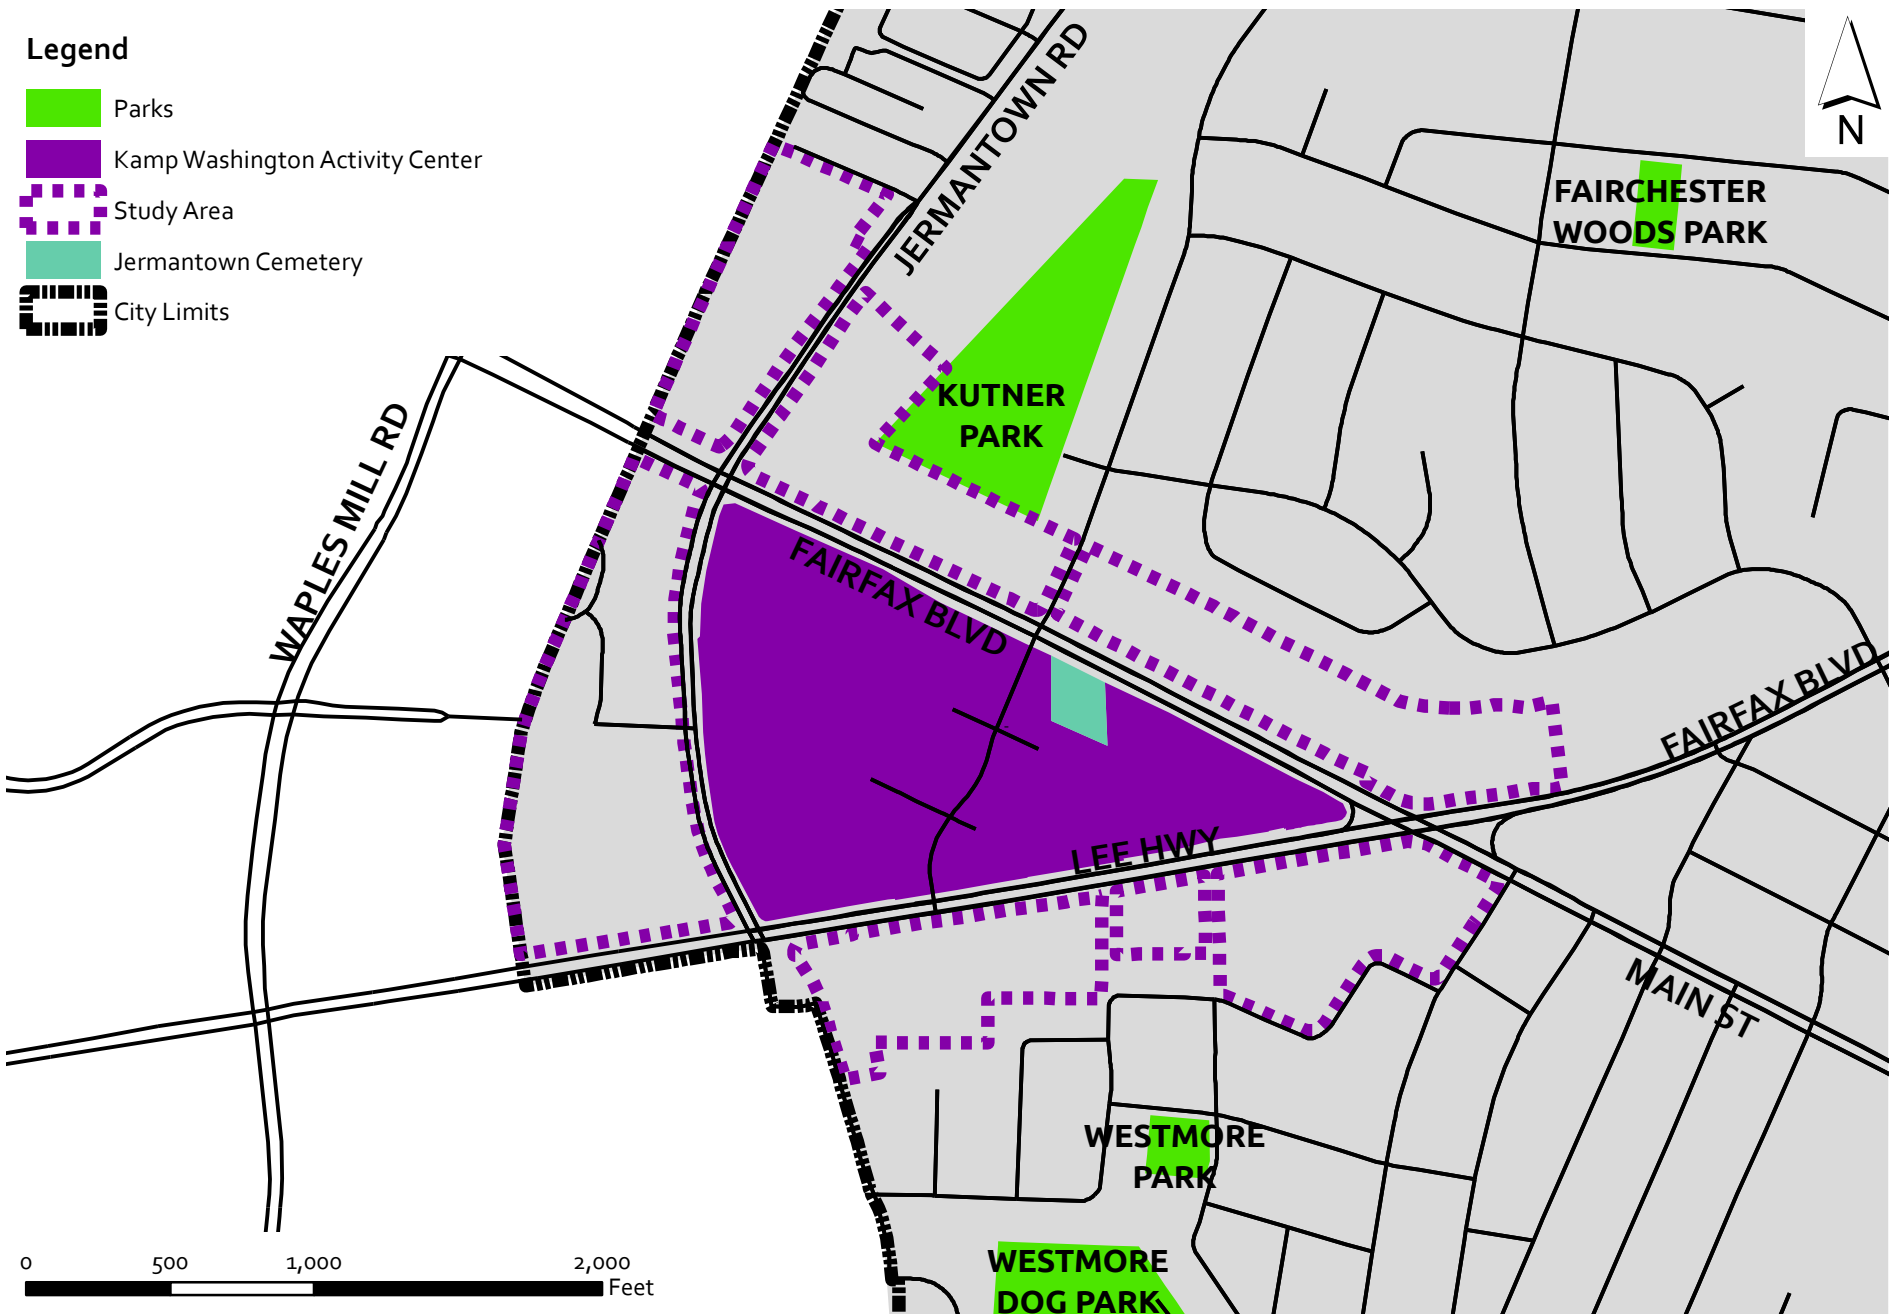 Legend
Parks
Kamp Washington Activity Center
Study Area
Jermantown Cemetery
City Limits
N
JERMANTOWN RD
FAIRCHESTER
WOODS PARK
KUTNER
PARK
WAPLES MILL RD
FAIRFAX BLVD
FAIRFAX BLVD
LEE HWY
MAIN ST
WESTMORE
PARK
WESTMORE
DOG PARK
0 500 1,000 2,000
Feet